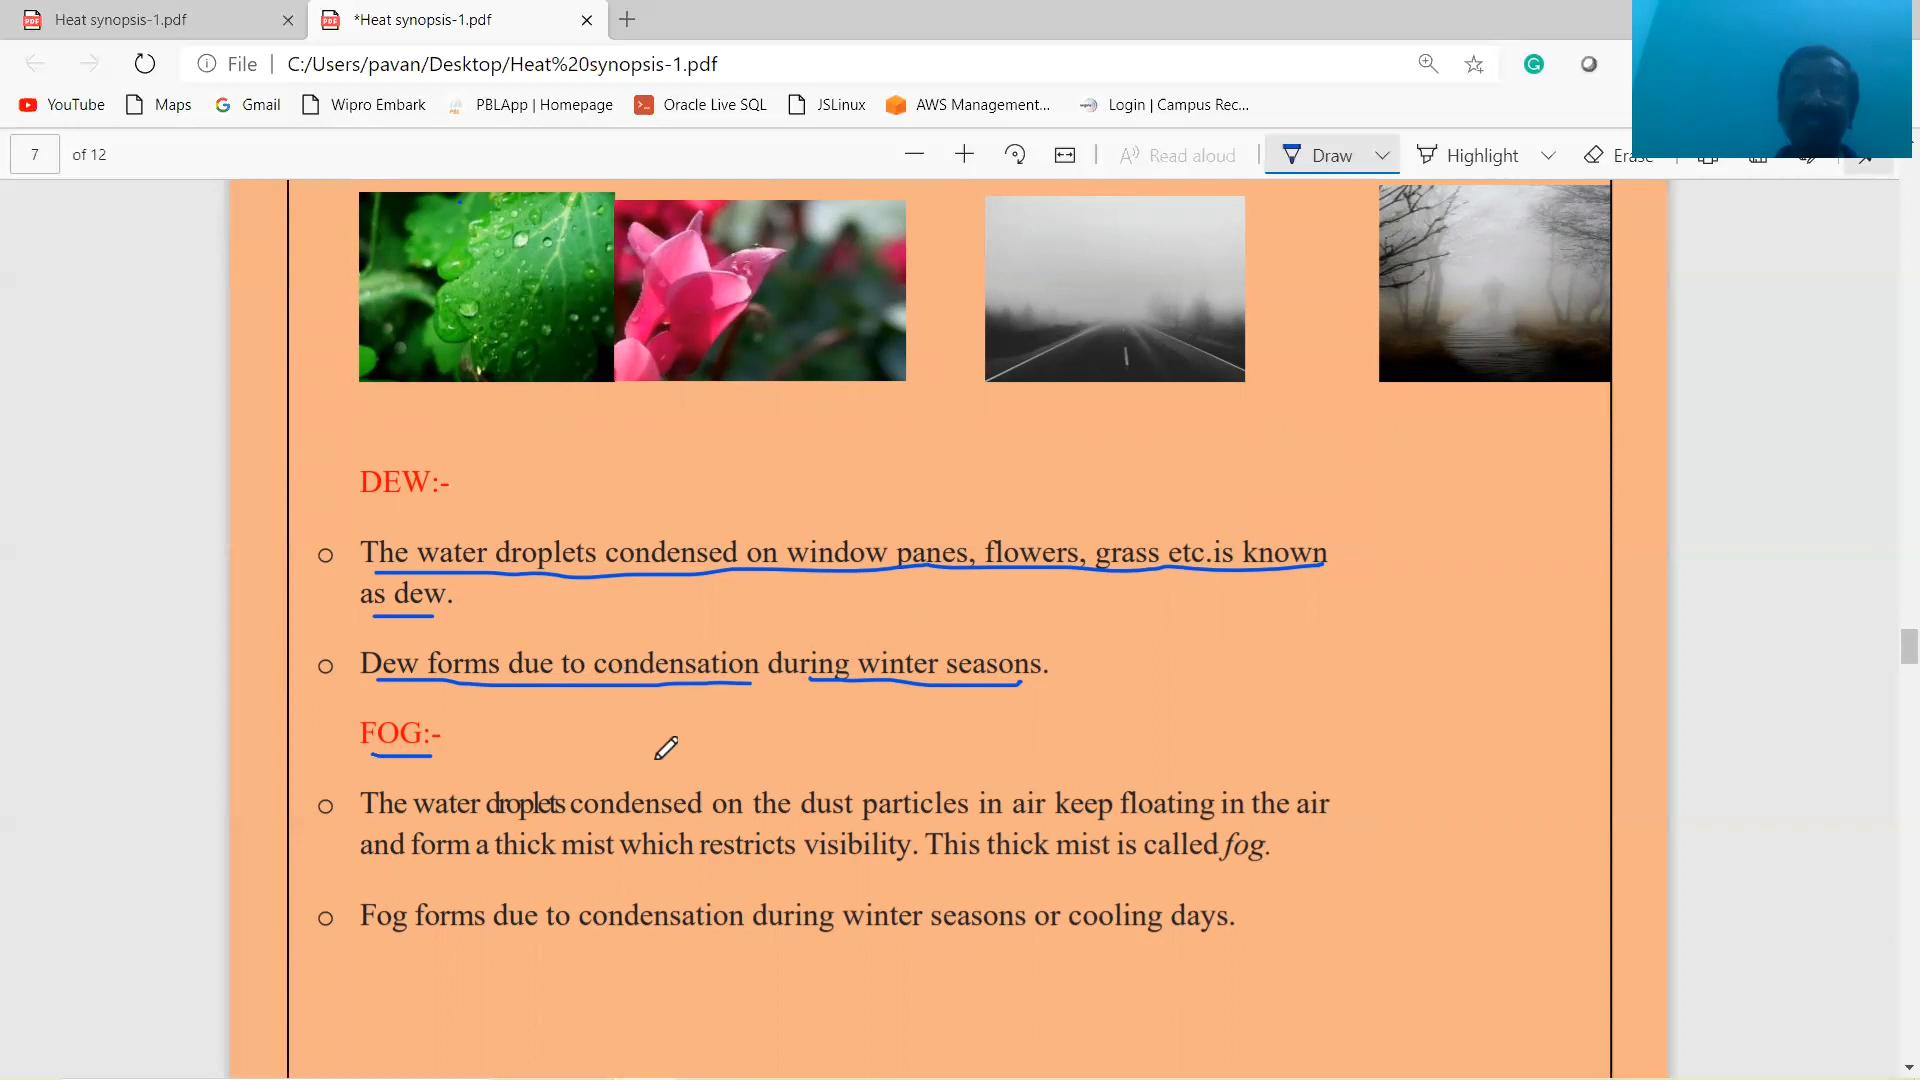 Heat synopsis-1.pdf
*Heat synopsis-1.pdf
File
C:/Users/pavan/Desktop/Heat%20synopsis-1.pdf
YouTube
Maps
Gmail
Wipro Embark
PBLApp | Homepage
Oracle Live SQL
JSLinux
AWS Management...
Login | Campus Rec...
7 of 12
Read aloud
Draw
Highlight
Erase
DEW:-
The water droplets condensed on window panes, flowers, grass etc.is known
as dew.
Dew forms due to condensation during winter seasons.
FOG:-
The water droplets condensed on the dust particles in air keep floating in the air
and form a thick mist which restricts visibility. This thick mist is called fog.
Fog forms due to condensation during winter seasons or cooling days.